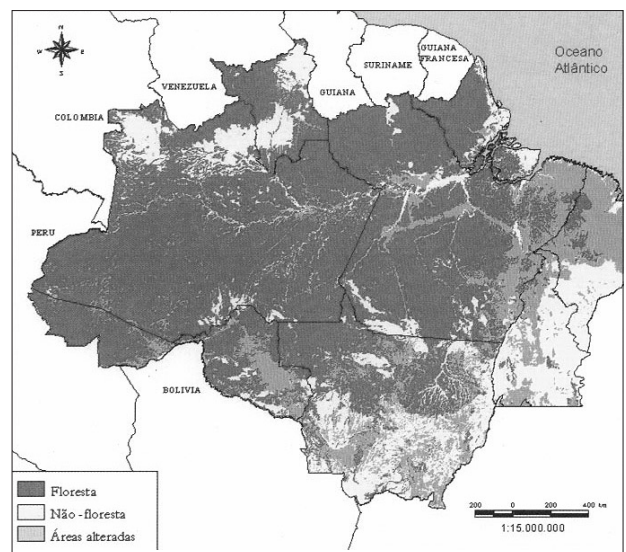 N
W E
S
Oceano
Atlântico
GUIANA
FRANCESA
SURINAME
VENEZUELA
GUIANA
COLOMBIA
PERU
BOLIVIA
Floresta
Não -floresta
Áreas alteradas
200 0 200 400 km
1:15.000.000